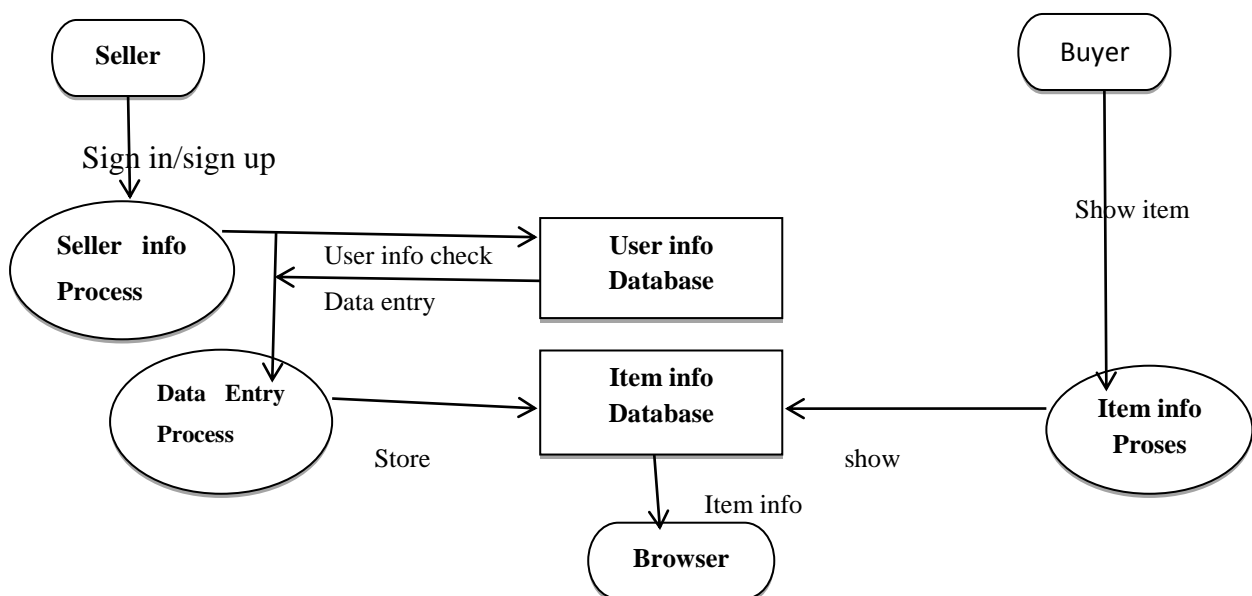 Seller
Buyer
Sign in/sign up
Show item
Seller info
Process
User info
Database
User info check
Data entry
Data Entry
Process
Item info
Database
Item info
Proses
Store
show
Item info
Browser